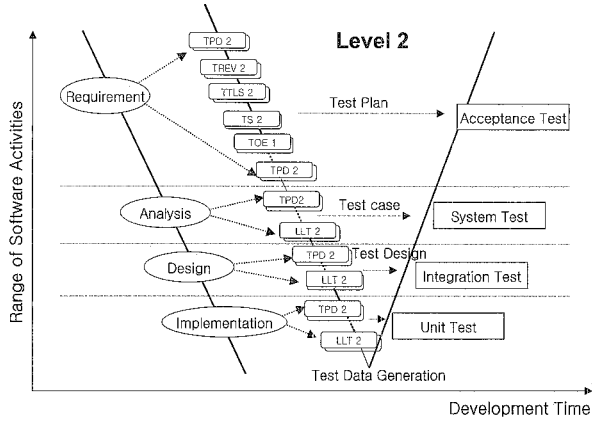 Level 2
TPD 2
TREV 2
TTLS 2
TS 2
TOE 1
TPD 2
Requirement
Test Plan
Acceptance Test
TPD2
LLT 2
Analysis
Test case
System Test
TPD 2
LLT 2
Design
Test Design
Integration Test
TPD 2
LLT 2
Implementation
Unit Test
Test Data Generation
Range of Software Activities
Development Time